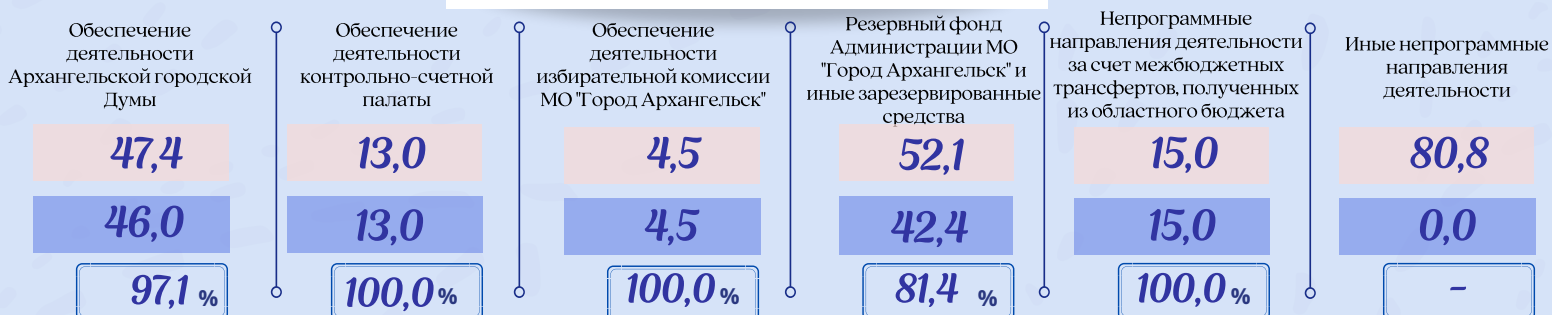 Обеспечение
деятельности
Архангельской городской
Думы
47,4
46,0
97,1 %
Обеспечение
деятельности
контрольно-счетной
палаты
13,0
13,0
100,0 %
Обеспечение
деятельности
избирательной комиссии
МО "Город Архангельск"
4,5
4,5
100,0 %
Резервный фонд
Администрации МО
"Город Архангельск" и
иные зарезервированные
средства
52,1
42,4
81,4 %
Непрограммные
направления деятельности
за счет межбюджетных
трансфертов, полученных
из областного бюджета
15,0
15,0
100,0 %
Иные непрограммные
направления
деятельности
80,8
0,0
–